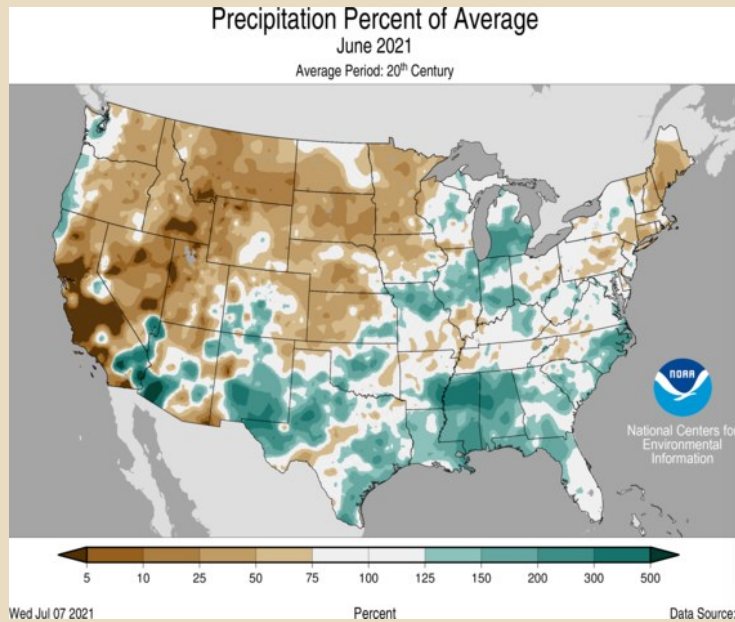 Precipitation Percent of Average
June 2021
Average Period: 20th Century
NOAA
National Centers for
Environmental
Information
5 10 25 50 75 100 125 150 200 300 500
Wed Jul 07 2021 Percent Data Source: